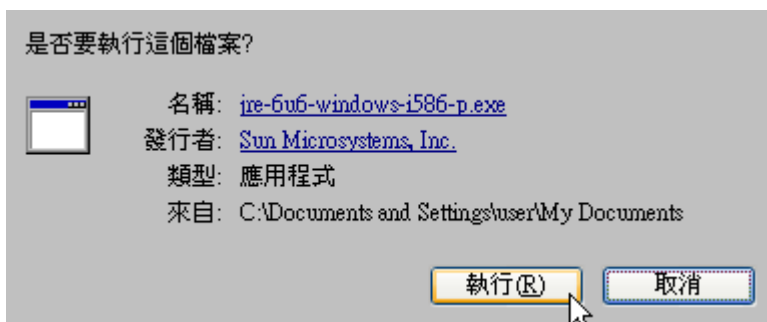 是否要執行這個檔案?
名稱: jre-6u6-windows-i586-p.exe
發行者: Sun Microsystems, Inc.
類型: 應用程式
來自: C:\Documents and Settings\user\My Documents
執行(R) 取消